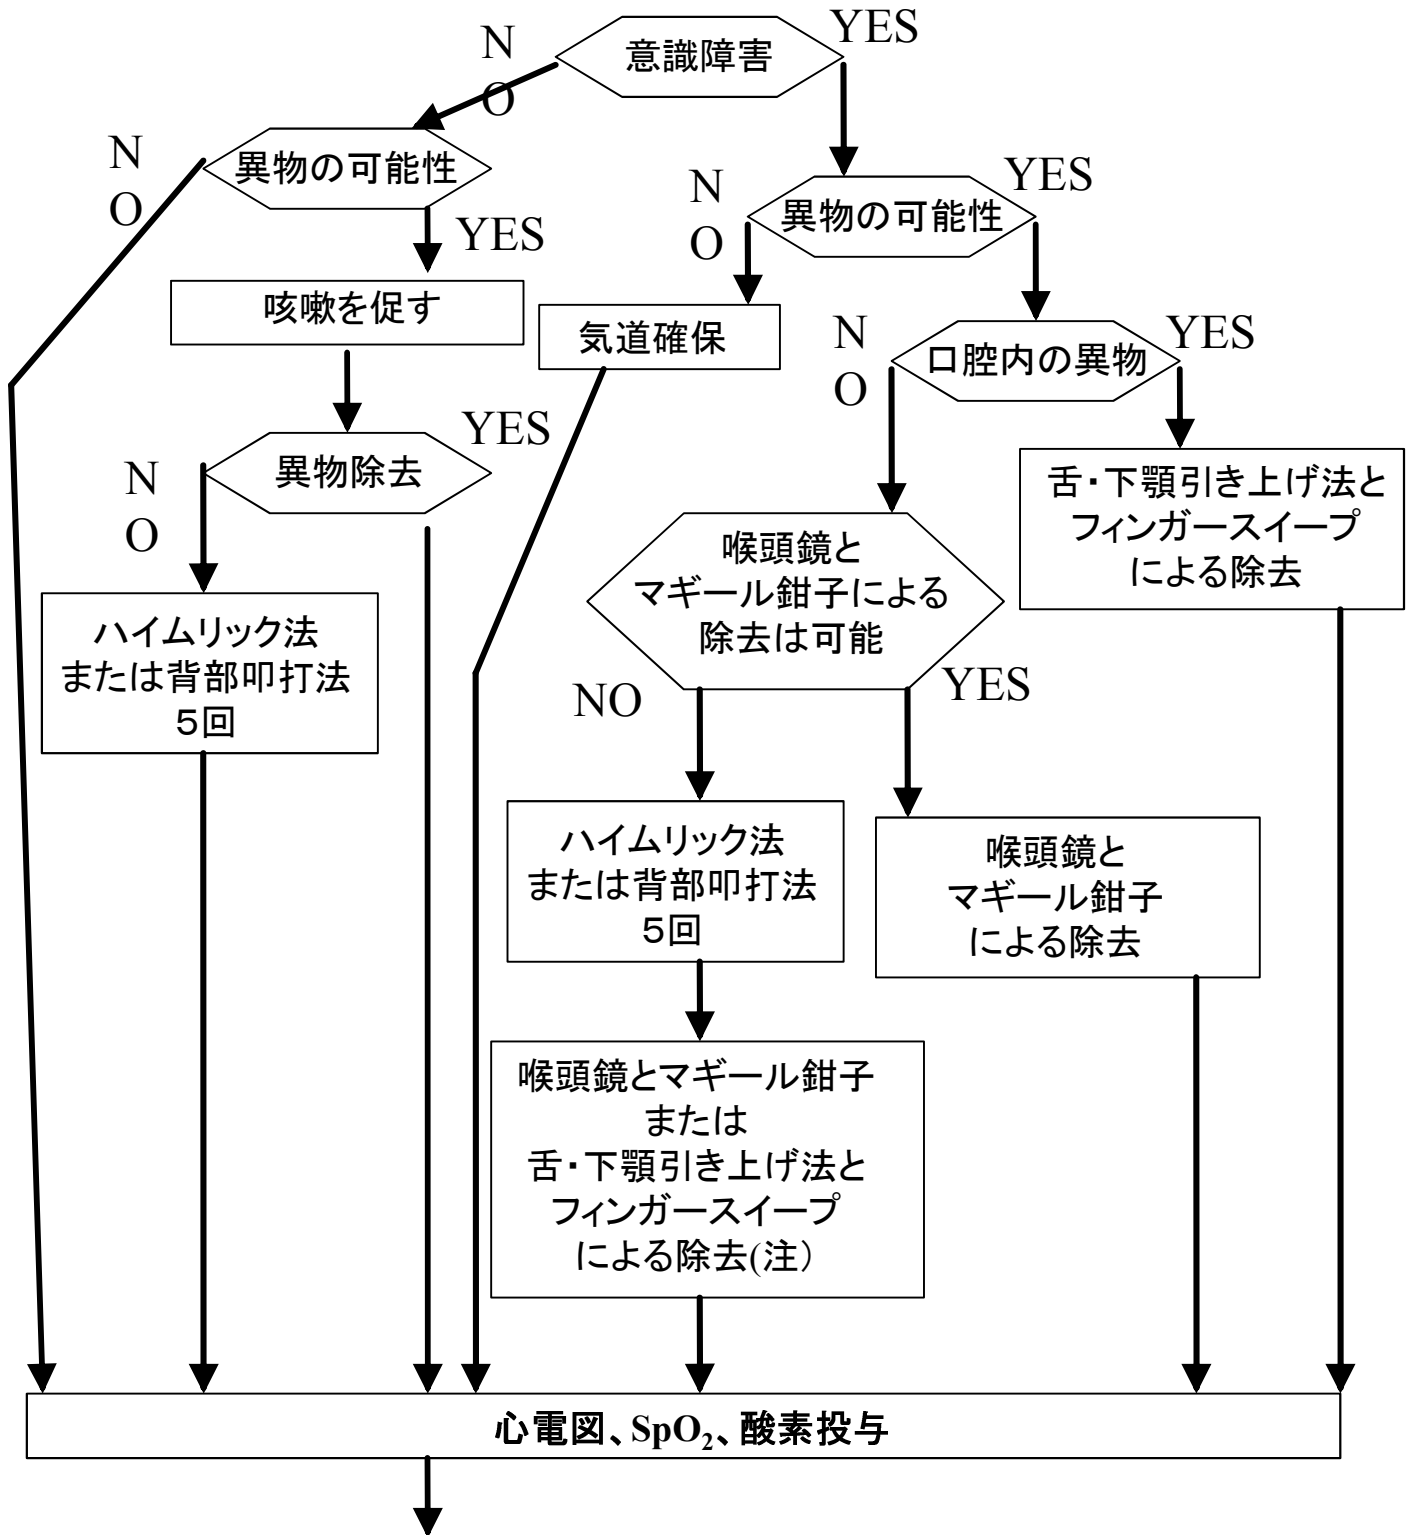 意識障害
YES
N
O
異物の可能性
N
O
YES
異物の可能性
N
O
YES
咳嗽を促す
気道確保
口腔内の異物
N
O
YES
異物除去
N
O
YES
舌・下顎引き上げ法と
フィンガースイープ
による除去
喉頭鏡と
マギール鉗子による
除去は可能
NO
YES
ハイムリック法
または背部叩打法
5回
ハイムリック法
または背部叩打法
5回
喉頭鏡と
マギール鉗子
による除去
喉頭鏡とマギール鉗子
または
舌・下顎引き上げ法と
フィンガースイープ
による除去(注）
心電図、SpO₂、酸素投与